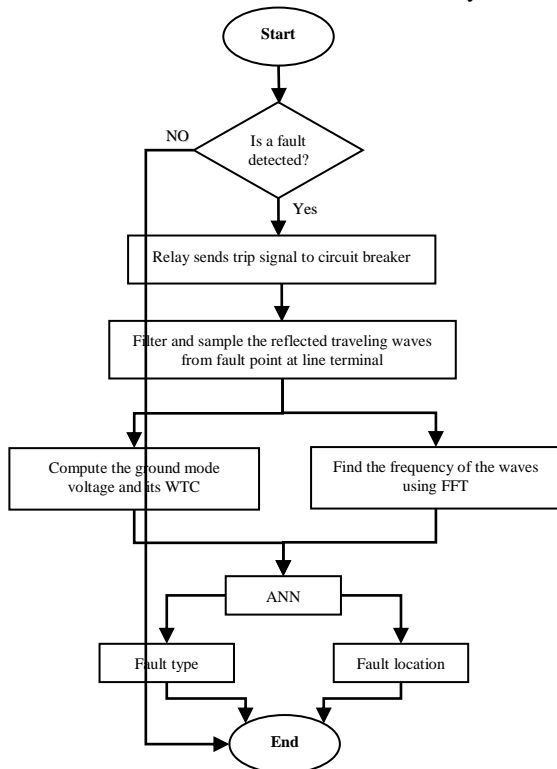 Start
NO
Is a fault
detected?
Yes
Relay sends trip signal to circuit breaker
Filter and sample the reflected traveling waves
from fault point at line terminal
Compute the ground mode
voltage and its WTC
Find the frequency of the waves
using FFT
ANN
Fault type
Fault location
End